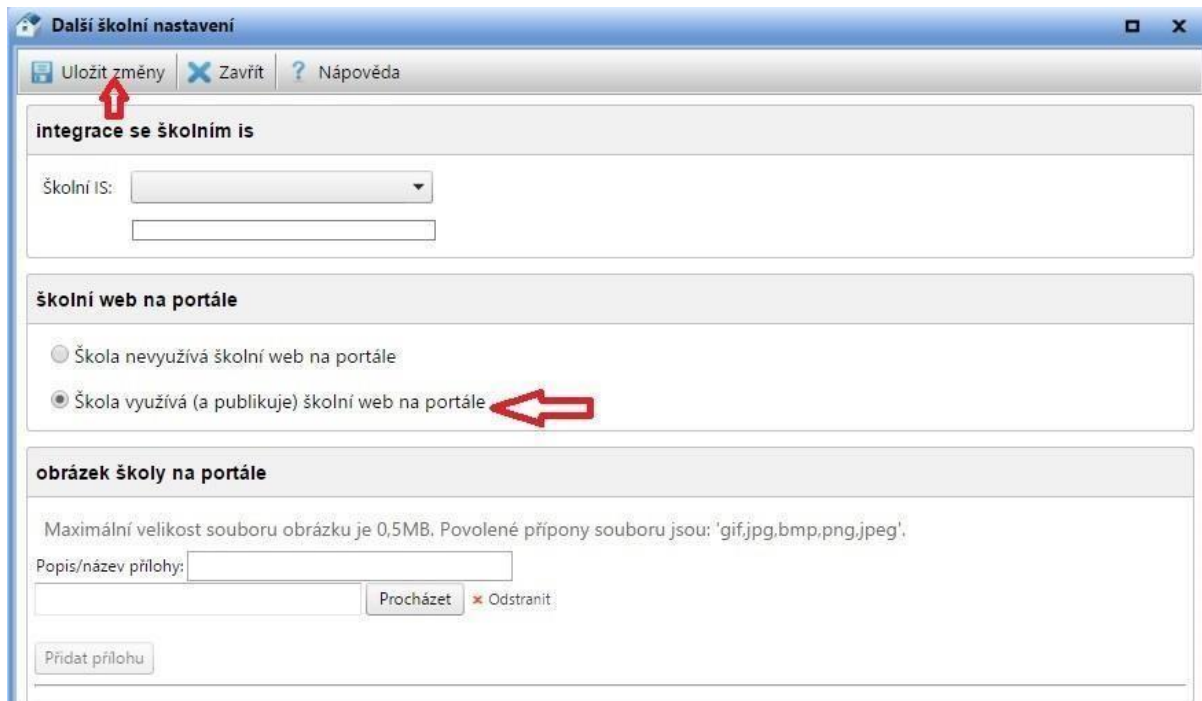 Další školní nastavení
Uložit změny Zavřít ? Nápověda
integrace se školním is
Školní IS:
školní web na portále
Škola nevyužívá školní web na portále
Škola využívá (a publikuje) školní web na portále
obrázek školy na portále
Maximální velikost souboru obrázku je 0,5MB. Povolené přípony souboru jsou: 'gif,jpg,bmp,png,jpeg'.
Popis/název přílohy:
Procházet × Odstranit
Přidat přílohu